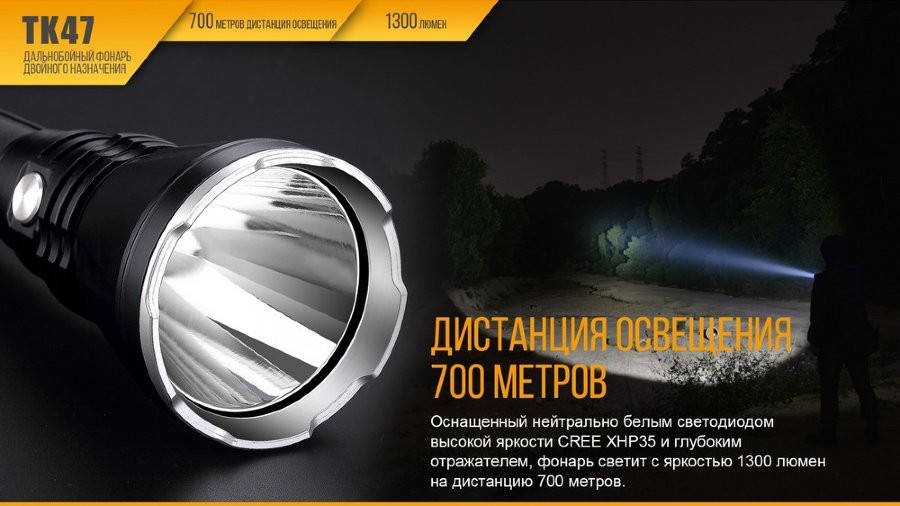 TK47
ДАЛЬНОБОЙНЫЙ ФОНАРЬ
ДВОЙНОГО НАЗНАЧЕНИЯ
700 МЕТРОВ ДИСТАНЦИЯ ОСВЕЩЕНИЯ
1300 ЛЮМЕН
ДИСТАНЦИЯ ОСВЕЩЕНИЯ
700 МЕТРОВ
Оснащенный нейтрально белым светодиодом
высокой яркости CREE XHP35 и глубоким
отражателем, фонарь светит с яркостью 1300 люмен
на дистанцию 700 метров.